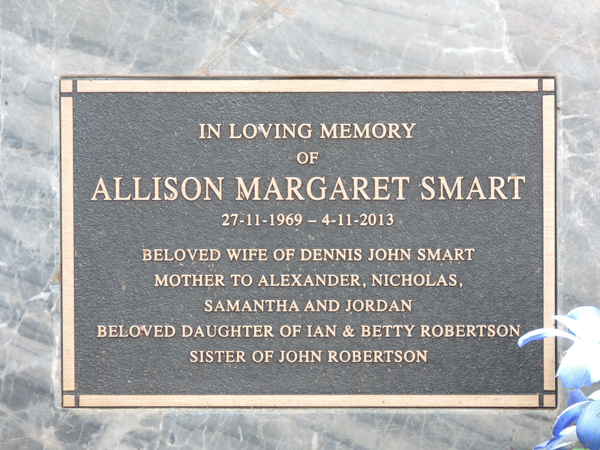 IN LOVING MEMORY
OF
ALLISON MARGARET SMART
27-11-1969 – 4-11-2013
BELOVED WIFE OF DENNIS JOHN SMART
MOTHER TO ALEXANDER, NICHOLAS,
SAMANTHA AND JORDAN
BELOVED DAUGHTER OF IAN & BETTY ROBERTSON
SISTER OF JOHN ROBERTSON